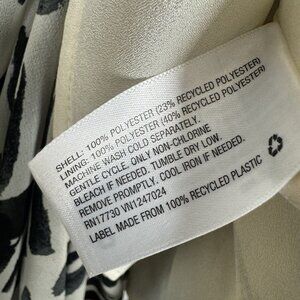 SHELL: 100% POLYESTER (23% RECYCLED POLYESTER)
LINING: 100% POLYESTER (40% RECYCLED POLYESTER)
MACHINE WASH COLD SEPARATELY.
GENTLE CYCLE. ONLY NON-CHLORINE
BLEACH IF NEEDED. TUMBLE DRY LOW.
REMOVE PROMPTLY. COOL IRON IF NEEDED.
RN17730 VIN1247024
LABEL MADE FROM 100% RECYCLED PLASTIC